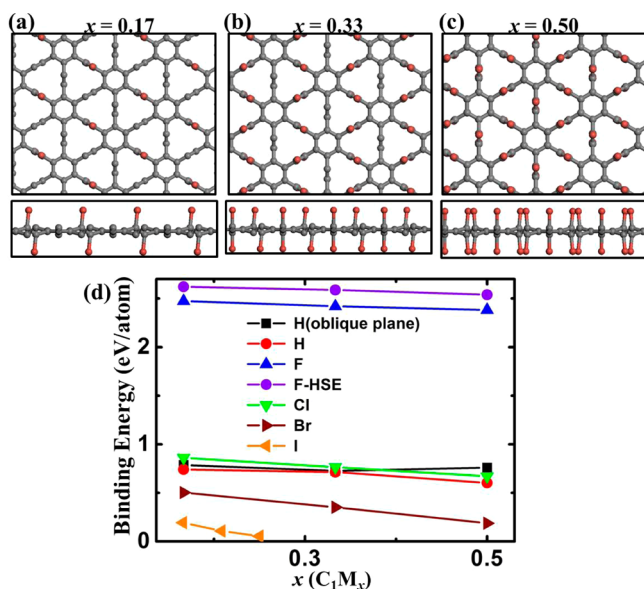 (a) x = 0.17
(b) x = 0.33
(c) x = 0.50
(d)
H(oblique plane)
H
F
F-HSE
Cl
Br
I
Binding Energy (eV/atom)
2
1
0
0.3
0.5
x (C₁Mₓ)